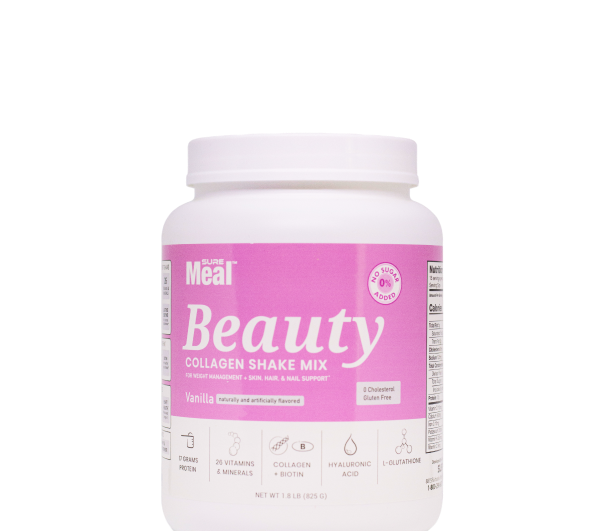 SURE
Meal™
NO SUGAR
0%
ADDED
Beauty
COLLAGEN SHAKE MIX
FOR WEIGHT MANAGEMENT + SKIN, HAIR, & NAIL SUPPORT
Vanilla naturally and artificially flavored
0 Cholesterol
Gluten Free
17 GRAMS
PROTEIN
26 VITAMINS
& MINERALS
B
COLLAGEN
+ BIOTIN
HYALURONIC
ACID
L-GLUTATHIONE
NET WT 1.8 LB (825 G)